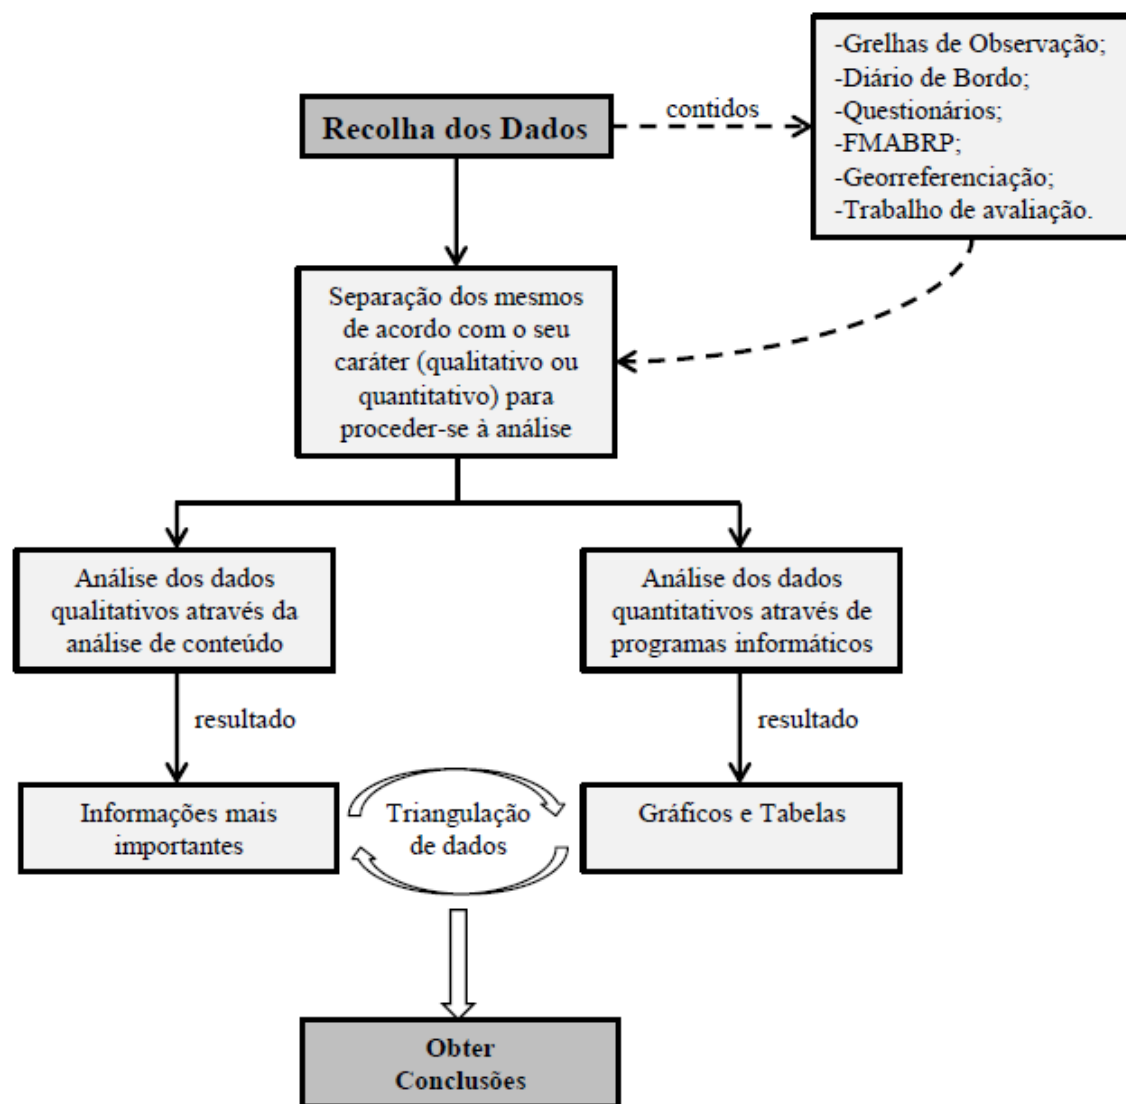 Recolha dos Dados
contidos
-Grelhas de Observação;
-Diário de Bordo;
-Questionários;
-FMABRP;
-Georreferenciação;
-Trabalho de avaliação.
Separação dos mesmos
de acordo com o seu
caráter (qualitativo ou
quantitativo) para
proceder-se à análise
Análise dos dados
qualitativos através da
análise de conteúdo
Análise dos dados
quantitativos através de
programas informáticos
resultado
resultado
Informações mais
importantes
Triangulação
de dados
Gráficos e Tabelas
Obter
Conclusões